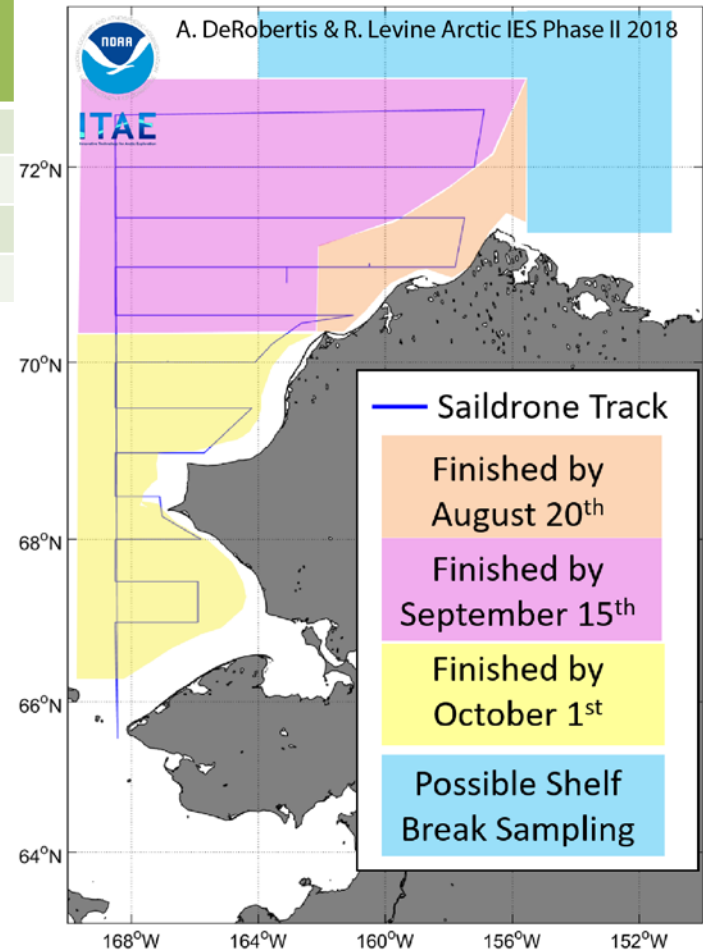 A. DeRobertis & R. Levine Arctic IES Phase II 2018
NOAA
ITAE
72°N
70°N
68°N
66°N
64°N
Saildrone Track
Finished by
August 20th
Finished by
September 15th
Finished by
October 1st
Possible Shelf
Break Sampling
168°W
164°W
160°W
156°W
152°W